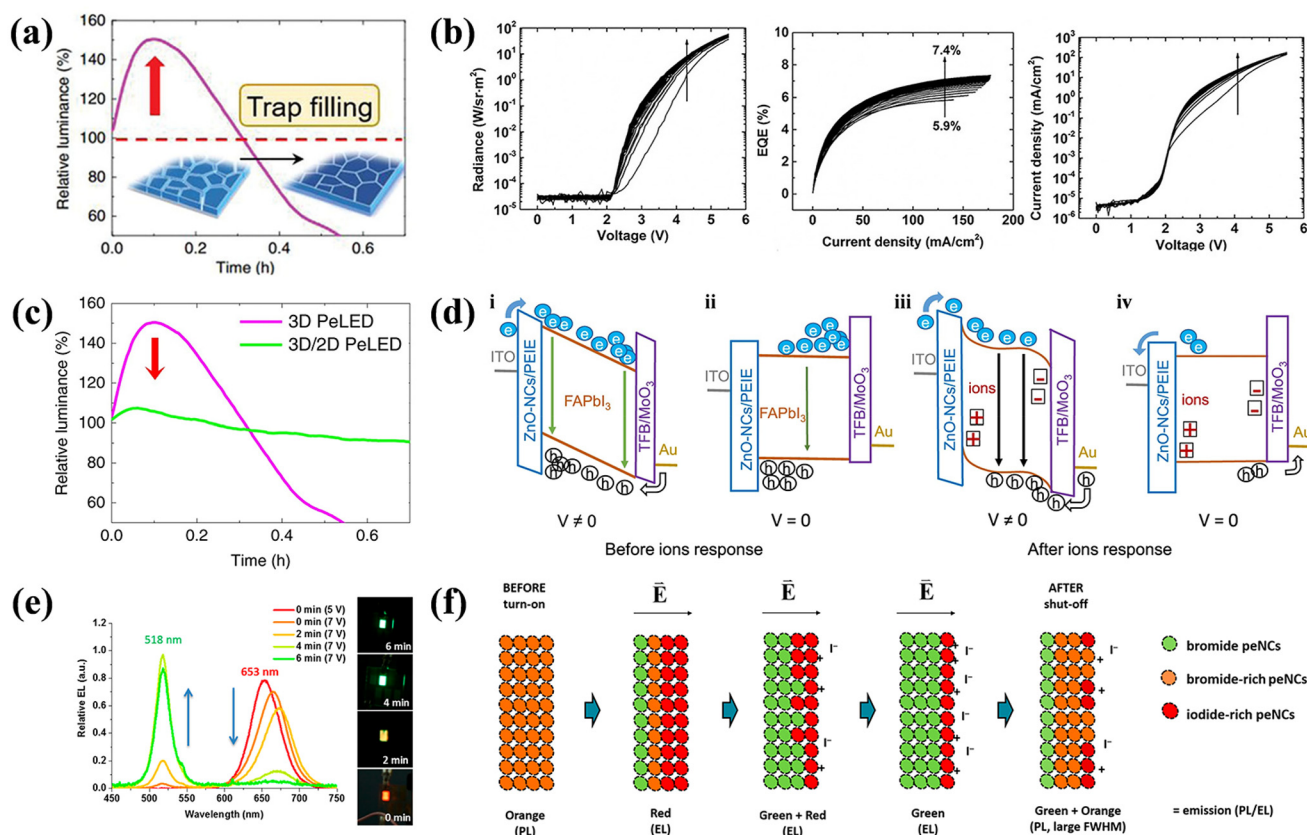 (a)
Relative luminance (%)
160
150
140
120
100
80
60
Trap filling
0.0 0.2 0.4 0.6
Time (h)
(b)
Radiance (W/sr·m²)
10²
10¹
10⁰
10⁻¹
10⁻²
10⁻³
10⁻⁴
10⁻⁵
0 1 2 3 4 5 6
Voltage (V)
EQE (%)
10
8
6
4
2
0
7.4%
5.9%
0 50 100 150 200
Current density (mA/cm²)
Current density (mA/cm²)
10³
10²
10¹
10⁰
10⁻¹
10⁻²
10⁻³
10⁻⁴
10⁻⁵
10⁻⁶
0 1 2 3 4 5 6
Voltage (V)
(c)
Relative luminance (%)
160
140
120
100
80
60
3D PeLED
3D/2D PeLED
0.0 0.2 0.4 0.6
Time (h)
(d)
i
e e e e e e e e
ITO
ZnO-NCs/PEIE
FAPbI₃
TFB/MoO₃
Au
h h h h h h h
V ≠ 0
ii
e e e e e e e
ITO
ZnO-NCs/PEIE
FAPbI₃
TFB/MoO₃
Au
h h h h h h
V = 0
Before ions response
iii
e e e e e e
ITO
ZnO-NCs/PEIE
ions
TFB/MoO₃
Au
h h h h h h h
V ≠ 0
iv
e e e
ITO
ZnO-NCs/PEIE
ions
TFB/MoO₃
Au
h h
V = 0
After ions response
(e)
Relative EL (a.u.)
1.2
1.0
0.8
0.6
0.4
0.2
0.0
518 nm
653 nm
0 min (5 V)
0 min (7 V)
2 min (7 V)
4 min (7 V)
6 min (7 V)
450 500 550 600 650 700 750
Wavelength (nm)
6 min
4 min
2 min
0 min
(f)
BEFORE
turn-on
Orange
(PL)
E
Red
(EL)
E
I⁻
+
Green + Red
(EL)
E
I⁻
+
Green
(EL)
AFTER
shut-off
I⁻
+
Green + Orange
(PL, large FWHM)
bromide peNCs
bromide-rich peNCs
iodide-rich peNCs
= emission (PL/EL)